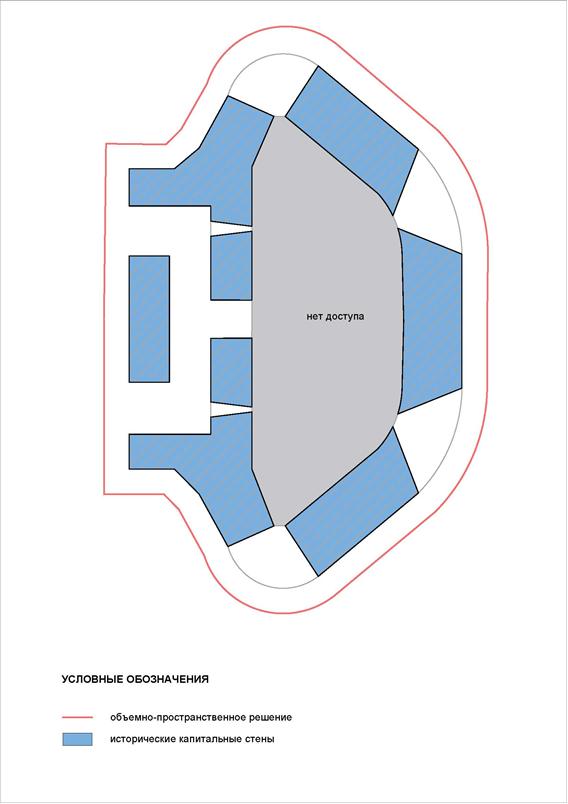 нет доступа
УСЛОВНЫЕ ОБОЗНАЧЕНИЯ
объемно-пространственное решение
исторические капитальные стены